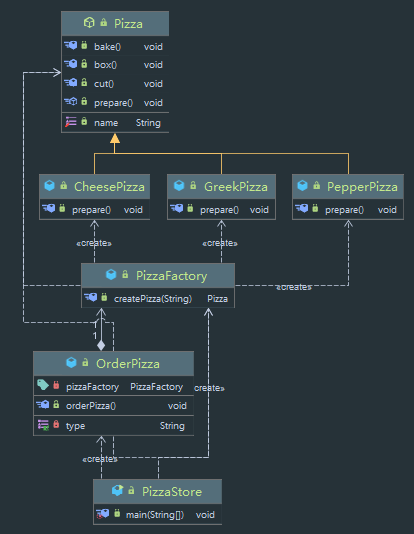 Pizza
bake() void
box() void
cut() void
prepare() void
name String
CheesePizza
prepare() void
GreekPizza
prepare() void
PepperPizza
prepare() void
«create»
«create»
PizzaFactory
createPizza(String) Pizza
«create»
1
1
OrderPizza
pizzaFactory PizzaFactory
orderPizza() void
type String
create»
«create»
PizzaStore
main(String[]) void